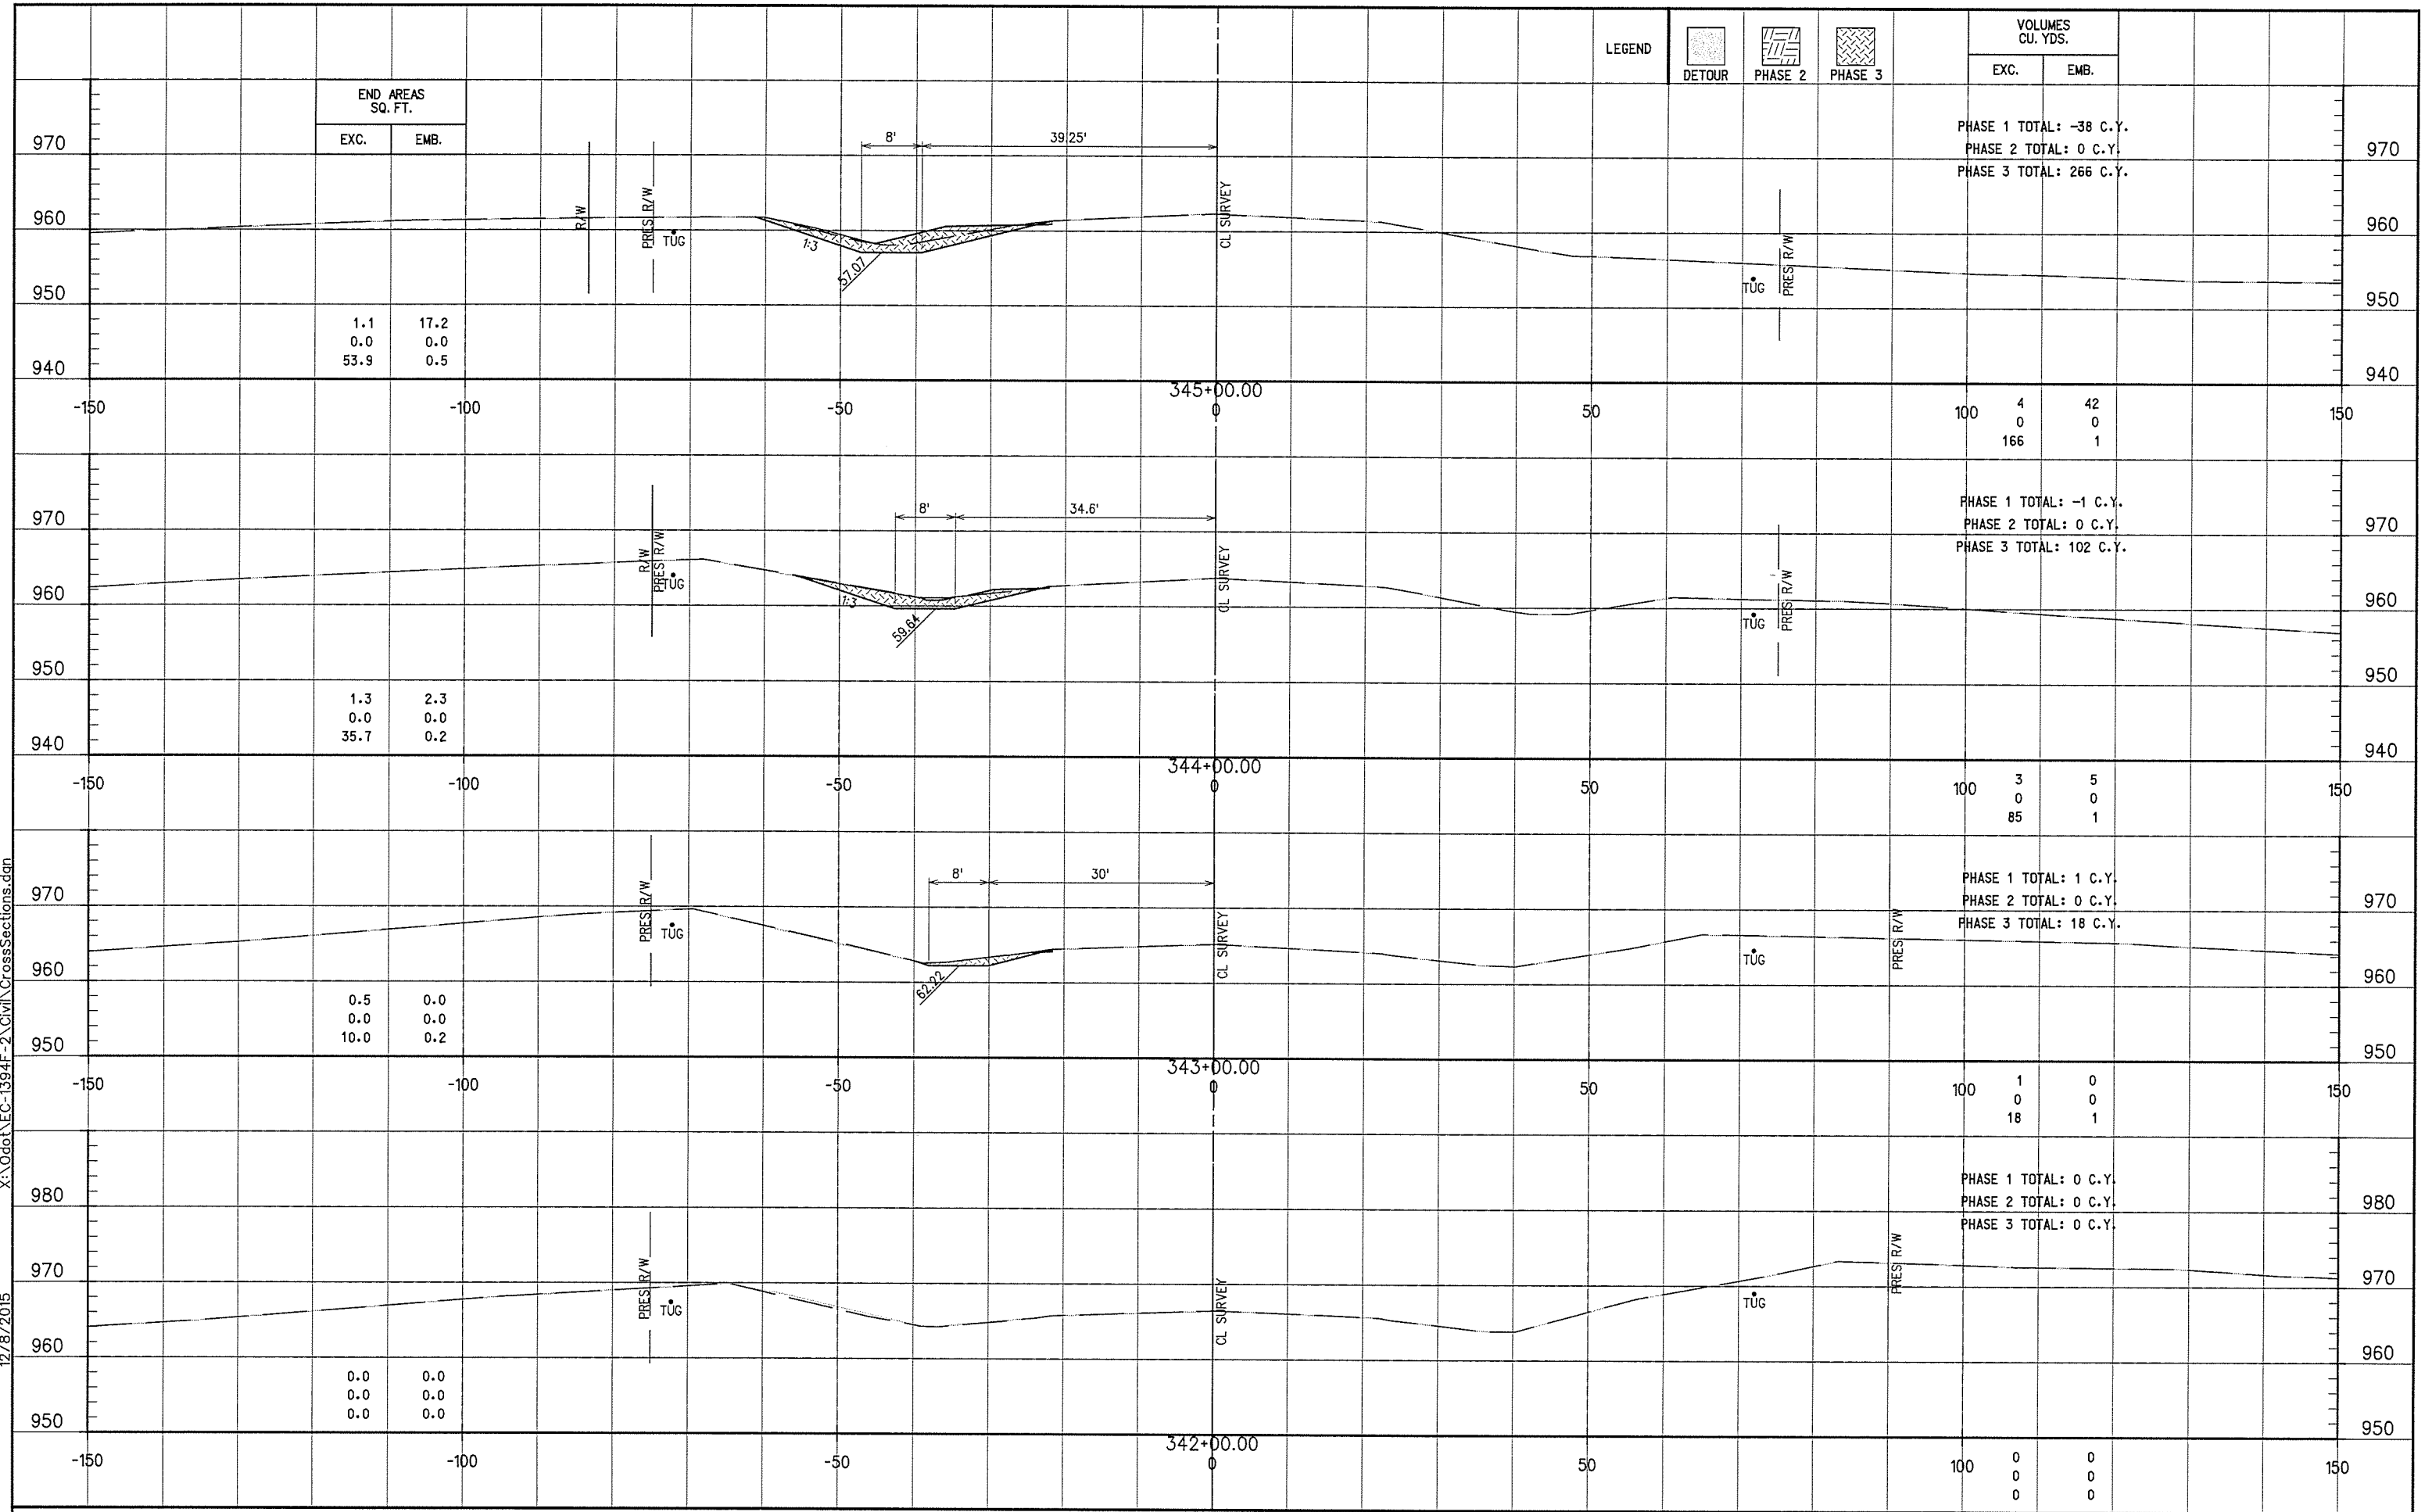 LEGEND
DETOUR PHASE 2 PHASE 3
VOLUMES
CU. YDS.
EXC. EMB.
END AREAS
SQ. FT.
EXC. EMB.
PHASE 1 TOTAL: -38 C.Y.
PHASE 2 TOTAL: 0 C.Y.
PHASE 3 TOTAL: 266 C.Y.
970 8' 39.25' 970
960 R/W PRES. R/W TUG 1:3 57.07 CL SURVEY TUG PRES. R/W 960
950 950
1.1 17.2
0.0 0.0
53.9 0.5
940 940
345+00.00
-150 -100 -50 0 50 100 150
4 42
0 0
166 1
PHASE 1 TOTAL: -1 C.Y.
PHASE 2 TOTAL: 0 C.Y.
PHASE 3 TOTAL: 102 C.Y.
970 8' 34.6' 970
960 R/W PRES R/W TUG 1:3 59.64 CL SURVEY TUG PRES. R/W 960
950 950
1.3 2.3
0.0 0.0
35.7 0.2
940 940
344+00.00
-150 -100 -50 0 50 100 150
3 5
0 0
85 1
PHASE 1 TOTAL: 1 C.Y.
PHASE 2 TOTAL: 0 C.Y.
PHASE 3 TOTAL: 18 C.Y.
970 8' 30' 970
960 PRES. R/W TUG 62.22 CL SURVEY TUG PRES. R/W 960
0.5 0.0
0.0 0.0
10.0 0.2
950 950
343+00.00
-150 -100 -50 0 50 100 150
1 0
0 0
18 1
PHASE 1 TOTAL: 0 C.Y.
PHASE 2 TOTAL: 0 C.Y.
PHASE 3 TOTAL: 0 C.Y.
980 980
970 PRES. R/W TUG CL SURVEY TUG PRES. R/W 970
960 960
0.0 0.0
0.0 0.0
0.0 0.0
950 950
342+00.00
-150 -100 -50 0 50 100 150
0 0
0 0
0 0
12/8/2015 X:\Odot\EC-1394F-2\Civil\CrossSections.dgn